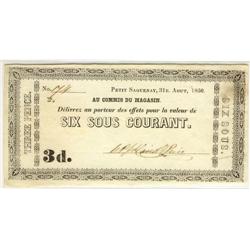 PETIT SAGUENAY, 31E. AOUT, 1850.
No.
AU COMMIS DU MAGASIN.
Délivrez au porteur des effets pour la valeur de
SIX SOUS COURANT.
3d.
THREE PENCE.
SIX SOUS.